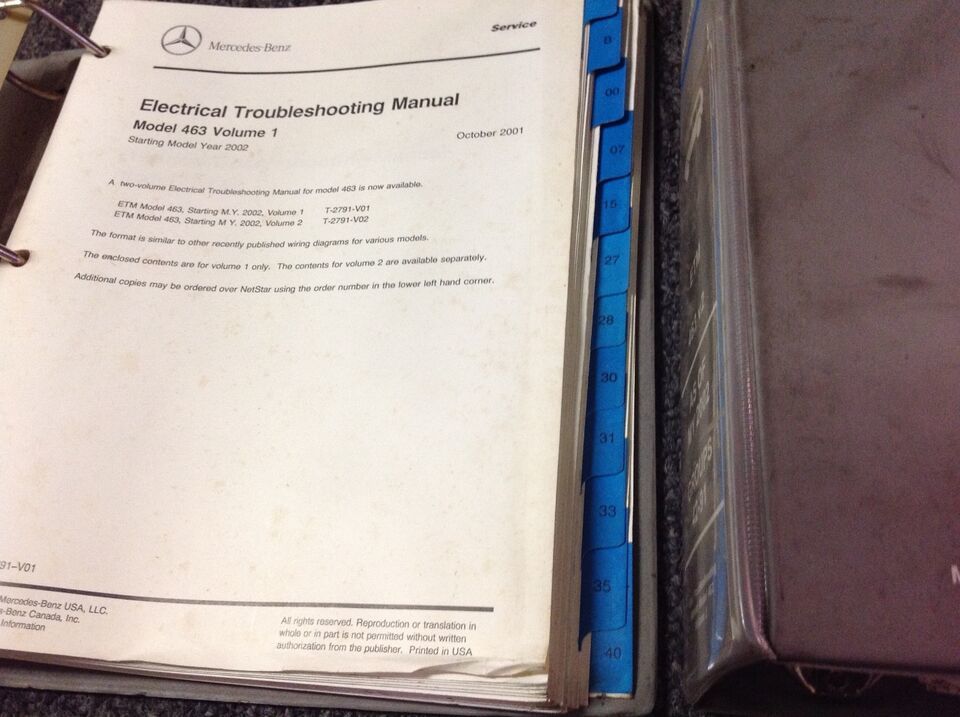 Mercedes-Benz
Service
Electrical Troubleshooting Manual
Model 463 Volume 1
Starting Model Year 2002
October 2001
A two-volume Electrical Troubleshooting Manual for model 463 is now available.
ETM Model 463, Starting M.Y. 2002, Volume 1 T-2791-V01
ETM Model 463, Starting M Y. 2002, Volume 2 T-2791-V02
The format is similar to other recently published wiring diagrams for various models.
The enclosed contents are for volume 1 only. The contents for volume 2 are available separately.
Additional copies may be ordered over NetStar using the order number in the lower left hand corner.
91-V01
Mercedes-Benz USA, LLC.
s-Benz Canada, Inc.
Information
All rights reserved. Reproduction or translation in
whole or in part is not permitted without written
authorization from the publisher. Printed in USA
B
00
07
15
27
28
30
31
33
35
40
ETM
AS OF
GROUPS